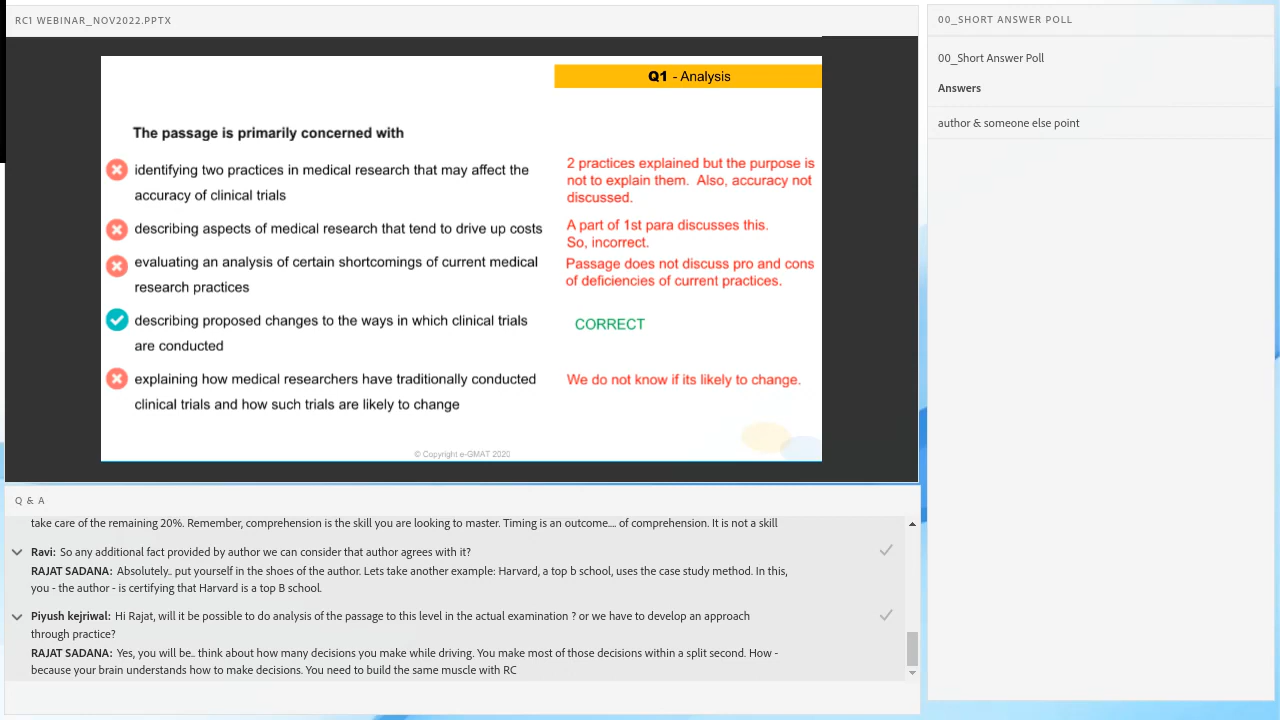 RC1 WEBINAR_NOV2022.PPTX
Q1 - Analysis
The passage is primarily concerned with
identifying two practices in medical research that may affect the
accuracy of clinical trials
2 practices explained but the purpose is
not to explain them. Also, accuracy not
discussed.
describing aspects of medical research that tend to drive up costs
A part of 1st para discusses this.
So, incorrect.
evaluating an analysis of certain shortcomings of current medical
research practices
Passage does not discuss pro and cons
of deficiencies of current practices.
describing proposed changes to the ways in which clinical trials
are conducted
CORRECT
explaining how medical researchers have traditionally conducted
clinical trials and how such trials are likely to change
We do not know if its likely to change.
© Copyright e-GMAT 2020
Q & A
take care of the remaining 20%. Remember, comprehension is the skill you are looking to master. Timing is an outcome.... of comprehension. It is not a skill
Ravi: So any additional fact provided by author we can consider that author agrees with it?
RAJAT SADANA: Absolutely.. put yourself in the shoes of the author. Lets take another example: Harvard, a top b school, uses the case study method. In this,
you - the author - is certifying that Harvard is a top B school.
Piyush kejriwal: Hi Rajat, will it be possible to do analysis of the passage to this level in the actual examination ? or we have to develop an approach
through practice?
RAJAT SADANA: Yes, you will be.. think about how many decisions you make while driving. You make most of those decisions within a split second. How -
because your brain understands how to make decisions. You need to build the same muscle with RC
00_SHORT ANSWER POLL
00_Short Answer Poll
Answers
author & someone else point